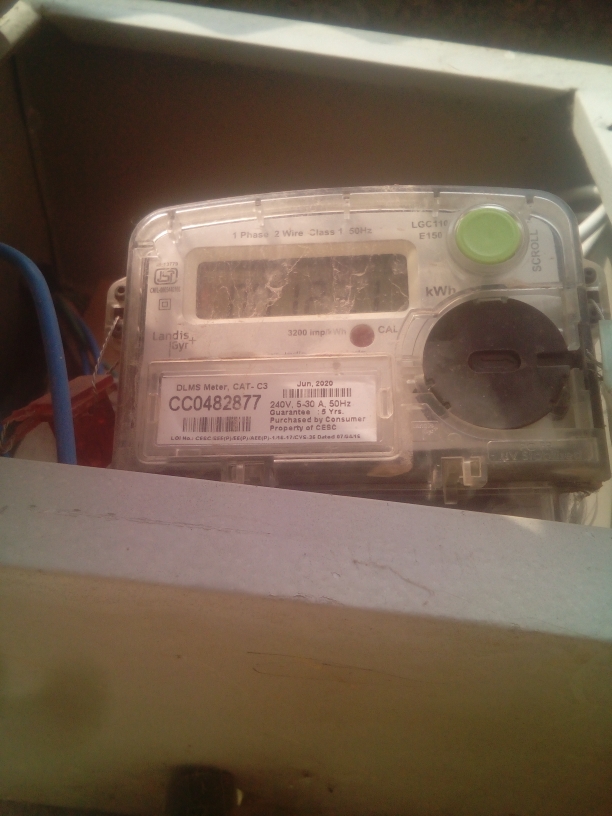 1 Phase 2 Wire Class 1 50Hz
LGC11
E150
SCROLL
kWh
Landis
Gyr+
3200 imp/kWh
CAL
DLMS Meter, CAT- C3
Jun, 2020
CC0482877
240V, 5-30 A, 50Hz
Guarantee : 5 Yrs.
Purchased by Consumer
Property of CESC